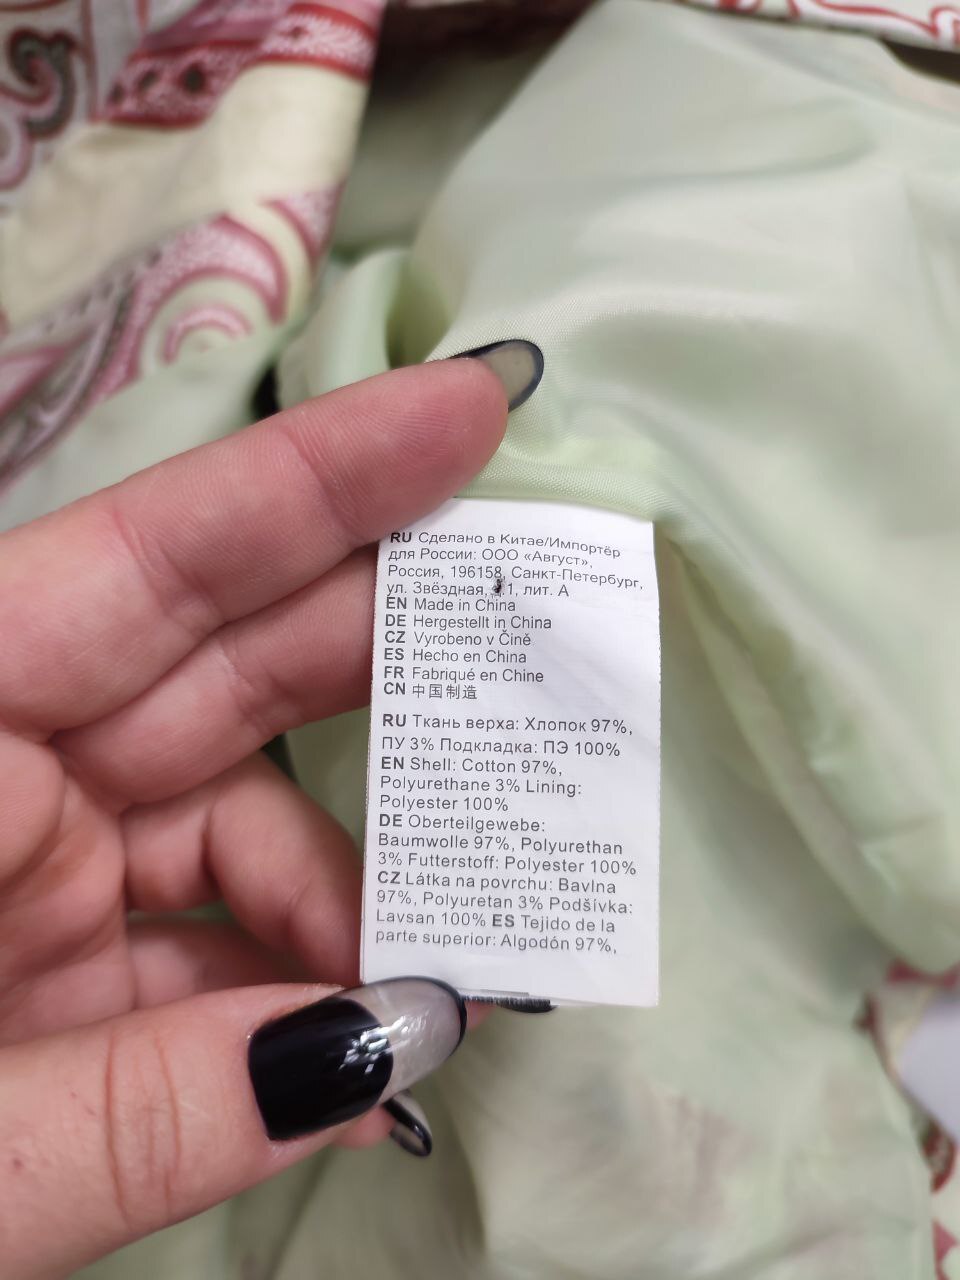 RU Сделано в Китае/Импортёр
для России: ООО «Август»,
Россия, 196158, Санкт-Петербург,
ул. Звёздная, 1, лит. А
EN Made in China
DE Hergestellt in China
CZ Vyrobeno v Čině
ES Hecho en China
FR Fabriqué en Chine
CN 中国制造
RU Ткань верха: Хлопок 97%,
ПУ 3% Подкладка: ПЭ 100%
EN Shell: Cotton 97%,
Polyurethane 3% Lining:
Polyester 100%
DE Oberteilgewebe:
Baumwolle 97%, Polyurethan
3% Futterstoff: Polyester 100%
CZ Látka na povrchu: Bavlna
97%, Polyuretan 3% Podšívka:
Lavsan 100% ES Tejido de la
parte superior: Algodón 97%,